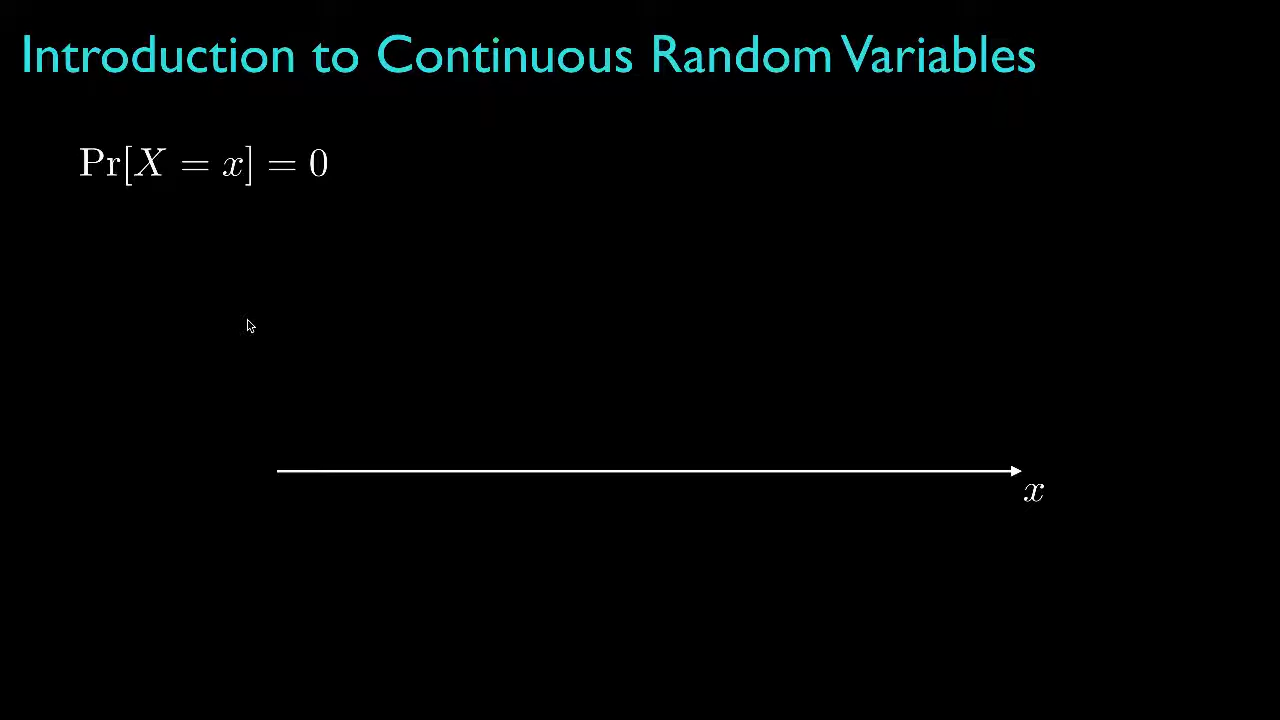 Introduction to Continuous Random Variables
Pr[X = x] = 0
x